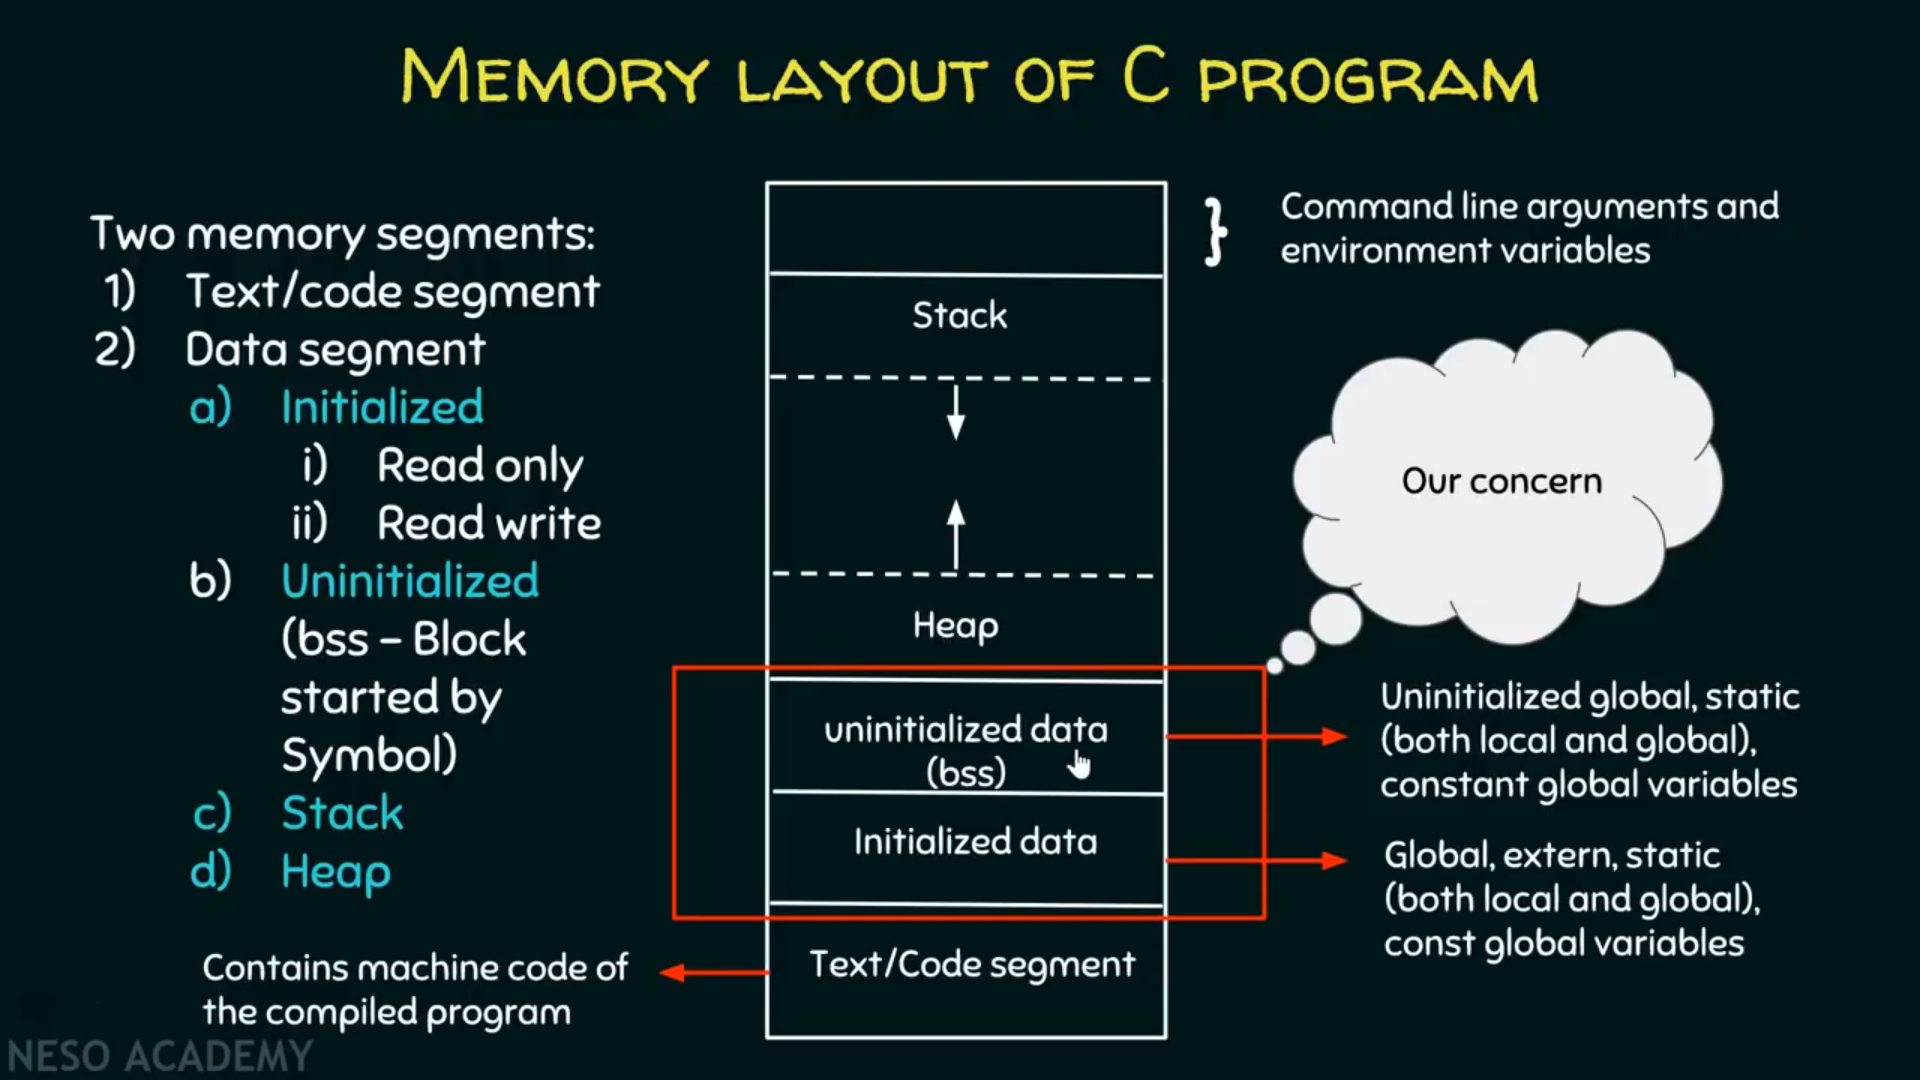 MEMORY LAYOUT OF C PROGRAM
Two memory segments:
1) Text/code segment
2) Data segment
a) Initialized
i) Read only
ii) Read write
b) Uninitialized
(bss – Block
started by
Symbol)
c) Stack
d) Heap
Contains machine code of
the compiled program
Stack
Heap
uninitialized data
(bss)
Initialized data
Text/Code segment
} Command line arguments and
environment variables
Our concern
Uninitialized global, static
(both local and global),
constant global variables
Global, extern, static
(both local and global),
const global variables
NESO ACADEMY